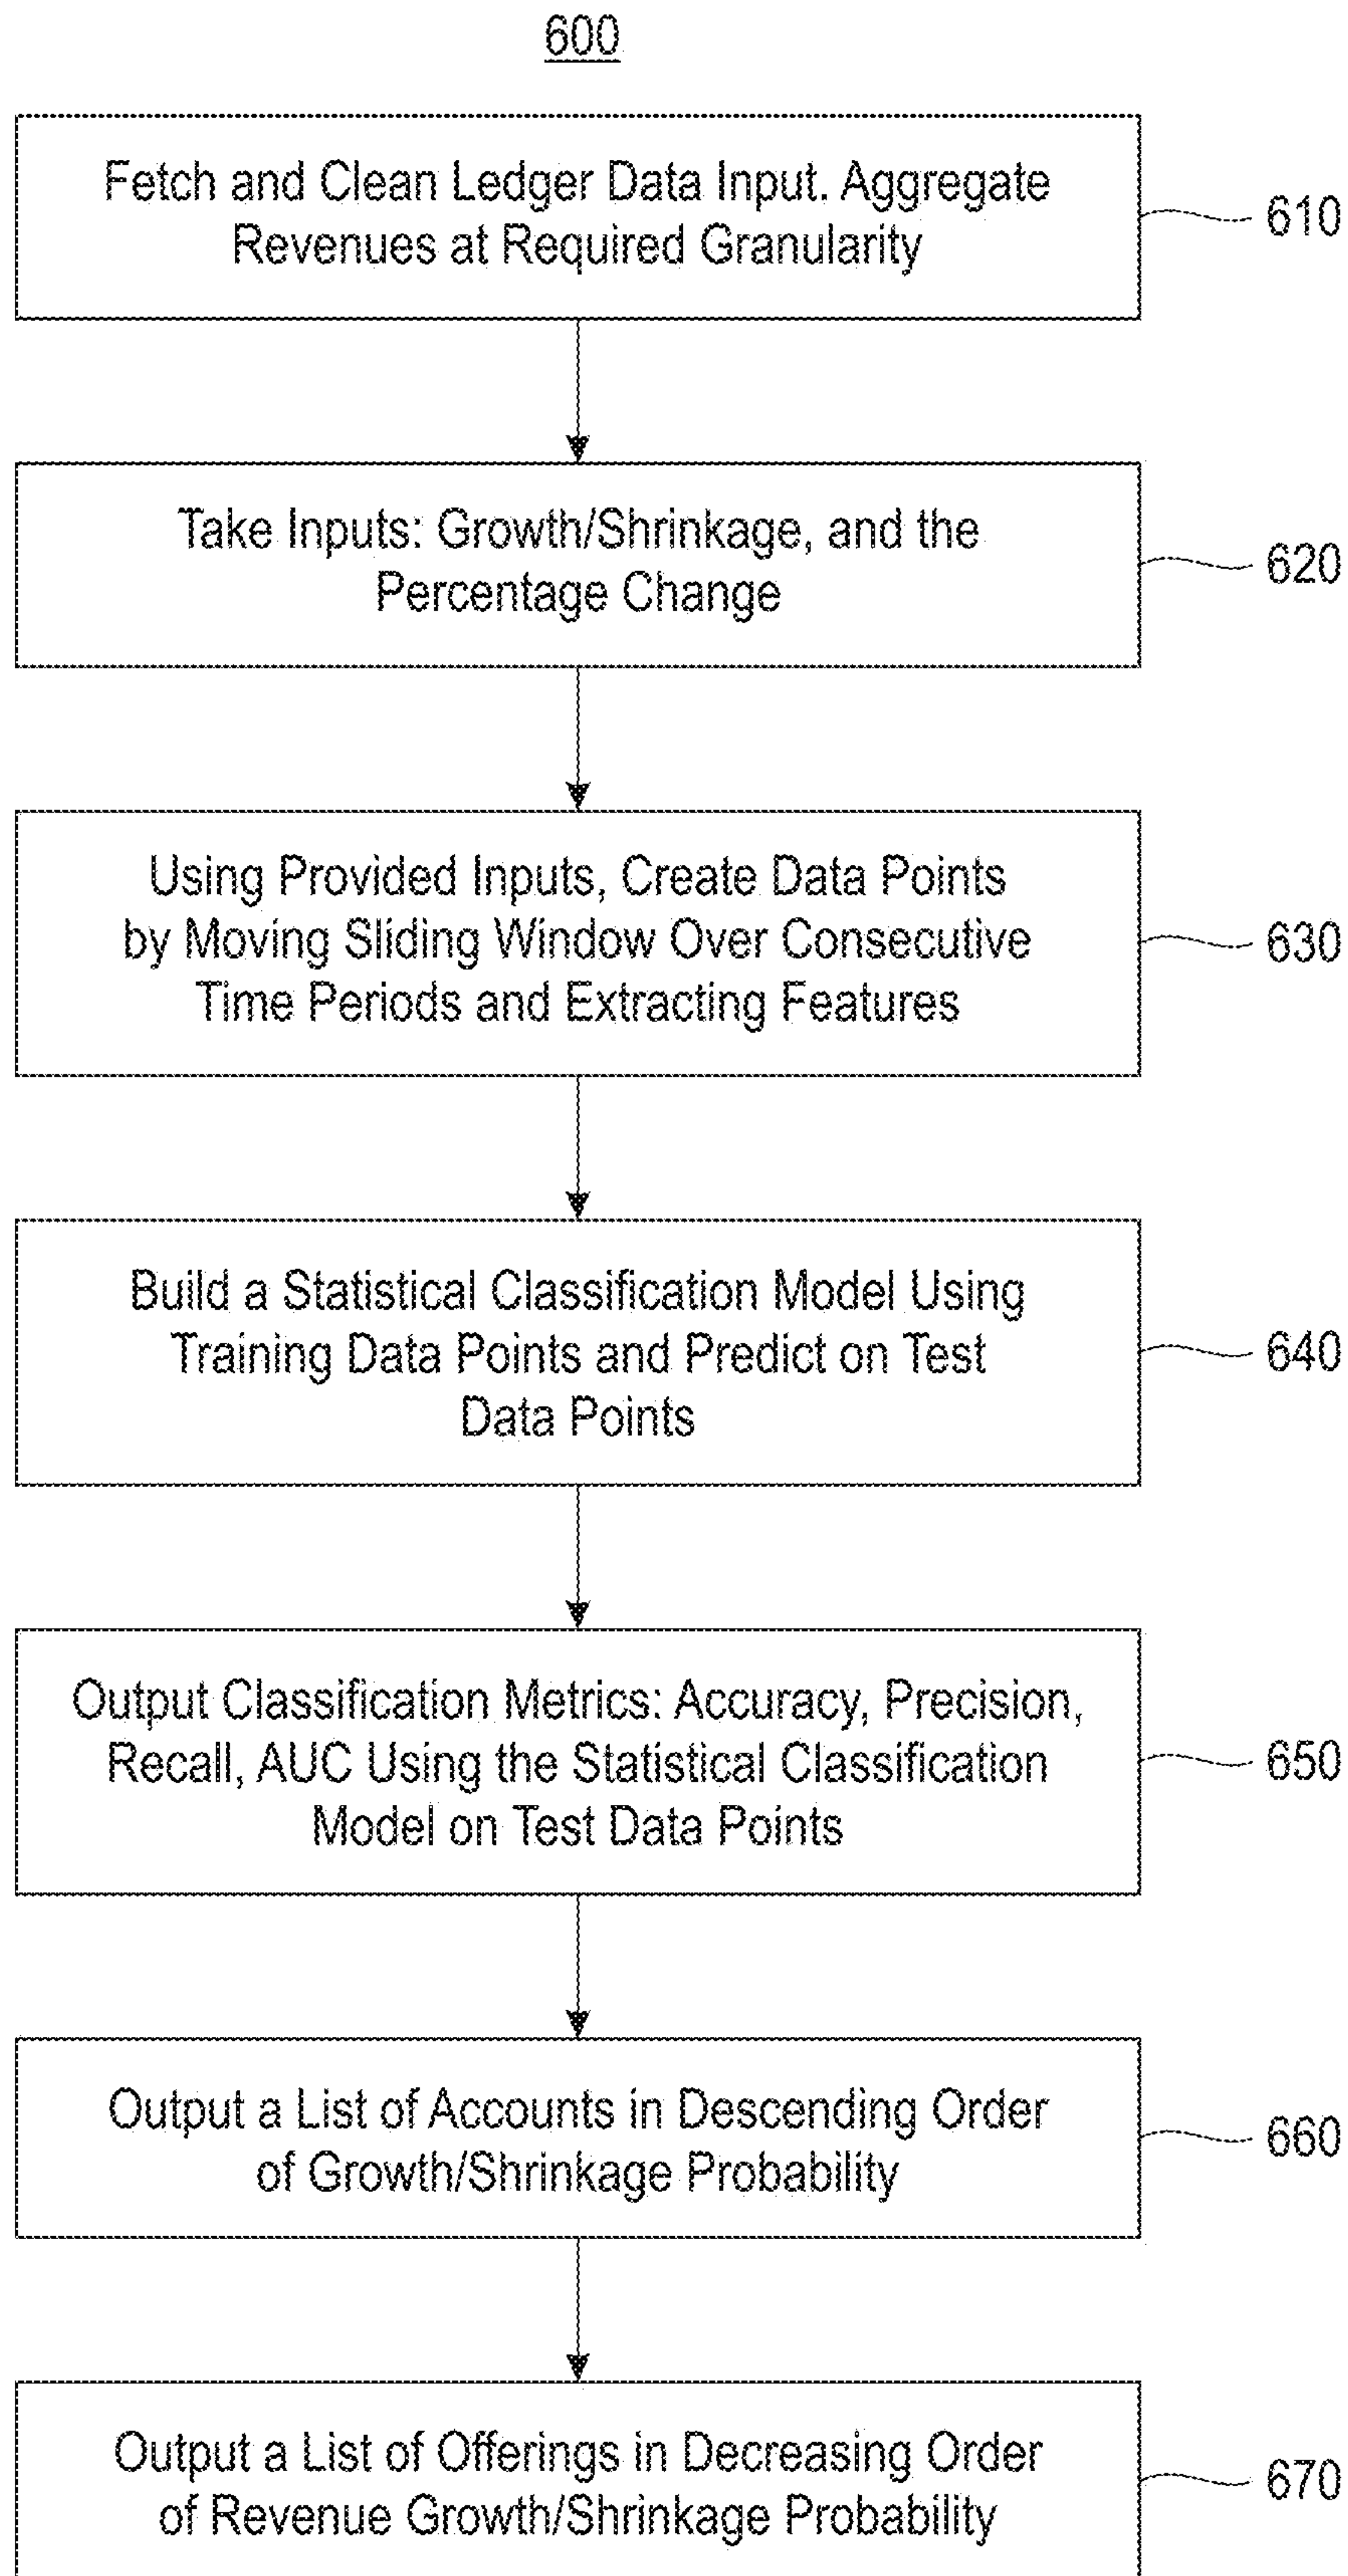 600
Fetch and Clean Ledger Data Input. Aggregate
Revenues at Required Granularity
610
Take Inputs: Growth/Shrinkage, and the
Percentage Change
620
Using Provided Inputs, Create Data Points
by Moving Sliding Window Over Consecutive
Time Periods and Extracting Features
630
Build a Statistical Classification Model Using
Training Data Points and Predict on Test
Data Points
640
Output Classification Metrics: Accuracy, Precision,
Recall, AUC Using the Statistical Classification
Model on Test Data Points
650
Output a List of Accounts in Descending Order
of Growth/Shrinkage Probability
660
Output a List of Offerings in Decreasing Order
of Revenue Growth/Shrinkage Probability
670